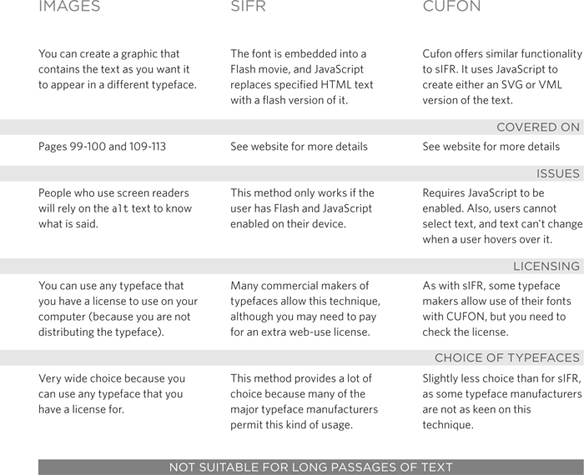 IMAGES
You can create a graphic that
contains the text as you want it
to appear in a different typeface.
SIFR
The font is embedded into a
Flash movie, and JavaScript
replaces specified HTML text
with a flash version of it.
CUFON
Cufon offers similar functionality
to sIFR. It uses JavaScript to
create either an SVG or VML
version of the text.
COVERED ON
Pages 99-100 and 109-113
See website for more details
See website for more details
ISSUES
People who use screen readers
will rely on the alt text to know
what is said.
This method only works if the
user has Flash and JavaScript
enabled on their device.
Requires JavaScript to be
enabled. Also, users cannot
select text, and text can't change
when a user hovers over it.
LICENSING
You can use any typeface that
you have a license to use on your
computer (because you are not
distributing the typeface).
Many commercial makers of
typefaces allow this technique,
although you may need to pay
for an extra web-use license.
As with sIFR, some typeface
makers allow use of their fonts
with CUFON, but you need to
check the license.
CHOICE OF TYPEFACES
Very wide choice because you
can use any typeface that you
have a license for.
This method provides a lot of
choice because many of the
major typeface manufacturers
permit this kind of usage.
Slightly less choice than for sIFR,
as some typeface manufacturers
are not as keen on this
technique.
NOT SUITABLE FOR LONG PASSAGES OF TEXT